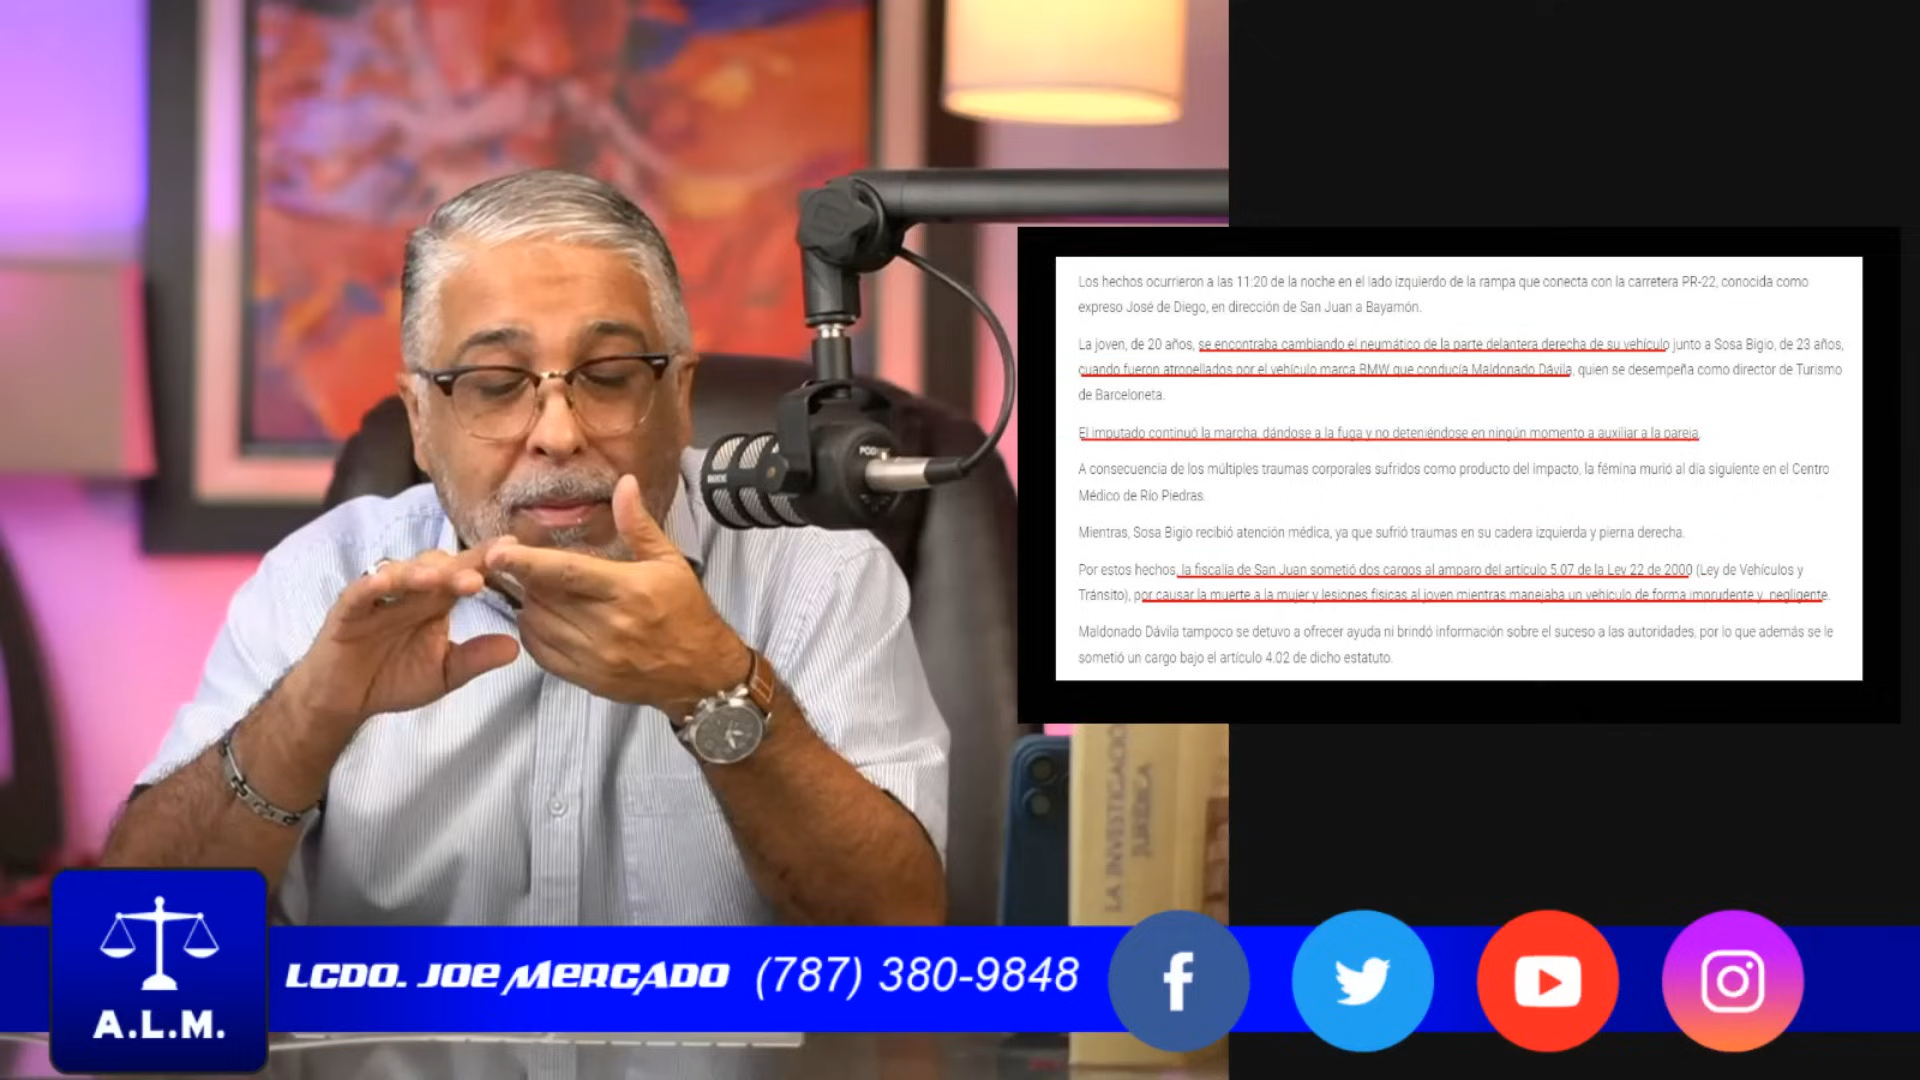 Los hechos ocurrieron a las 11:20 de la noche en el lado izquierdo de la rampa que conecta con la carretera PR-22, conocida como
expreso José de Diego, en dirección de San Juan a Bayamón.
La joven, de 20 años, se encontraba cambiando el neumático de la parte delantera derecha de su vehículo junto a Sosa Bigio, de 23 años,
cuando fueron atropellados por el vehículo marca BMW que conducía Maldonado Dávila, quien se desempeña como director de Turismo
de Barceloneta.
El imputado continuó la marcha, dándose a la fuga y no deteniéndose en ningún momento a auxiliar a la pareja.
A consecuencia de los múltiples traumas corporales sufridos como producto del impacto, la fémina murió al día siguiente en el Centro
Médico de Río Piedras.
Mientras, Sosa Bigio recibió atención médica, ya que sufrió traumas en su cadera izquierda y pierna derecha.
Por estos hechos, la fiscalía de San Juan sometió dos cargos al amparo del artículo 5.07 de la Ley 22 de 2000 (Ley de Vehículos y
Tránsito), por causar la muerte a la mujer y lesiones físicas al joven mientras manejaba un vehículo de forma imprudente y negligente.
Maldonado Dávila tampoco se detuvo a ofrecer ayuda ni brindó información sobre el suceso a las autoridades, por lo que además se le
sometió un cargo bajo el artículo 4.02 de dicho estatuto.
LA INVESTIGACIÓN
JURÍDICA
A.L.M.
LCDO. JOE MERCADO (787) 380-9848